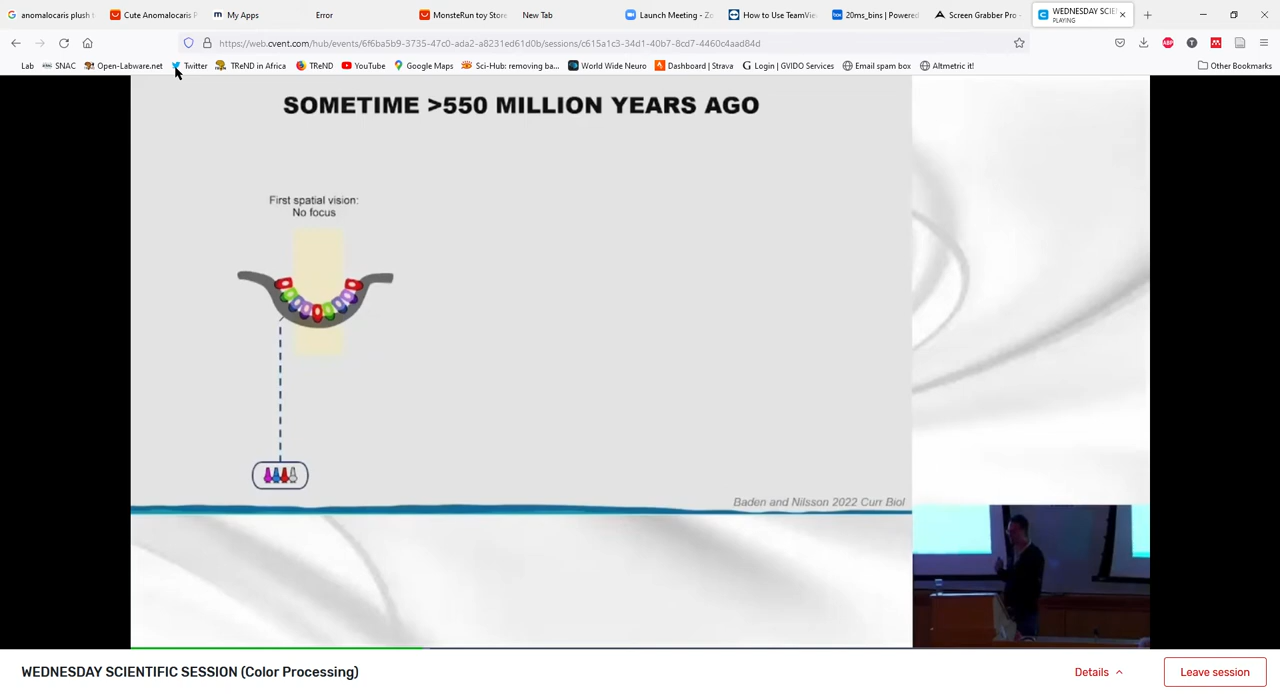 anomalocaris plush t
Cute Anomalocaris P
My Apps
Error
MonsteRun toy Store
New Tab
Launch Meeting - Zo
How to Use TeamVie
20ms_bins | Powered
Screen Grabber Pro -
WEDNESDAY SCIEN
PLAYING
https://web.cvent.com/hub/events/6f6ba5b9-3735-47c0-ada2-a8231ed61d0b/sessions/c615a1c3-34d1-40b7-8cd7-4460c4aad84d
Lab
SNAC
Open-Labware.net
Twitter
TReND in Africa
TReND
YouTube
Google Maps
Sci-Hub: removing ba...
World Wide Neuro
Dashboard | Strava
Login | GVIDO Services
Email spam box
Altmetric it!
Other Bookmarks
SOMETIME >550 MILLION YEARS AGO
First spatial vision:
No focus
Baden and Nilsson 2022 Curr Biol
WEDNESDAY SCIENTIFIC SESSION (Color Processing)
Details
Leave session